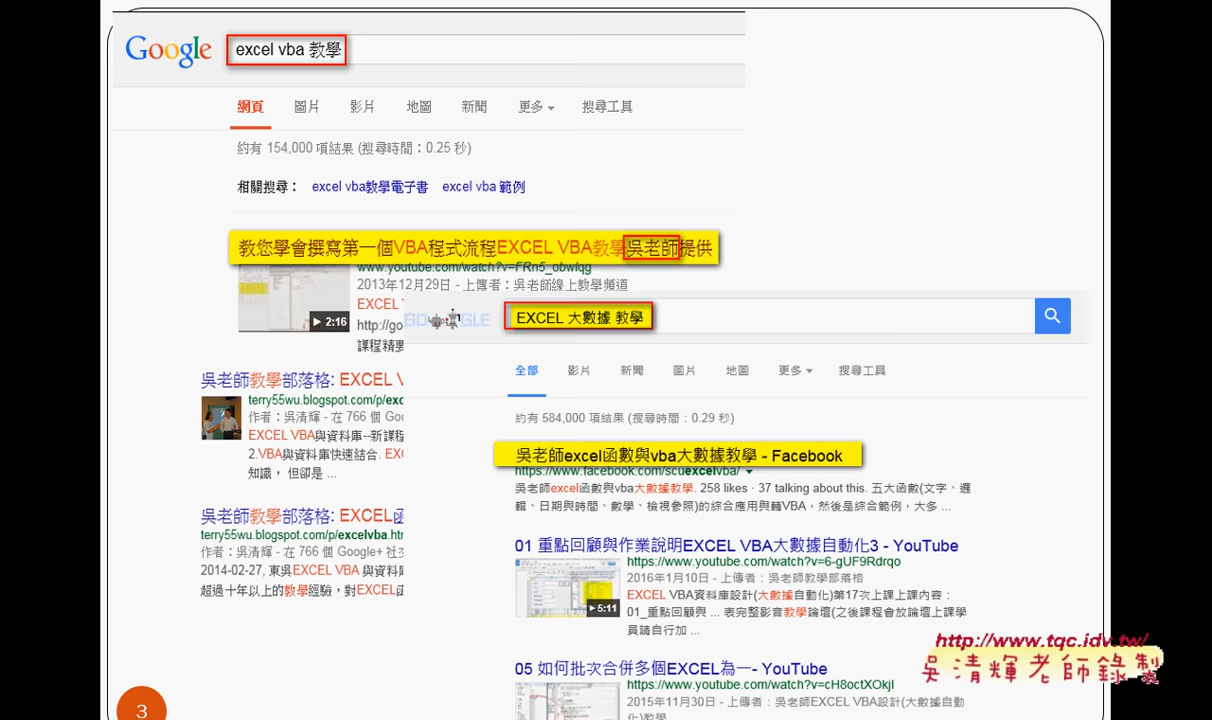 Google
excel vba 教學
網頁 圖片 影片 地圖 新聞 更多 搜尋工具
約有 154,000 項結果 (搜尋時間：0.25 秒)
相關搜尋： excel vba教學電子書 excel vba 範例
教您學會撰寫第一個VBA程式流程EXCEL VBA教學吳老師提供
www.youtube.com/watch?v=FRn5_obwlqg
2013年12月29日 - 上傳者：吳老師線上教學頻道
2:16
EXCEL
http://go
課程精要
吳老師教學部落格: EXCEL V
terry55wu.blogspot.com/p/exc
作者：吳清輝 - 在 766 個 Goo
EXCEL VBA與資料庫--新課程
2.VBA與資料庫快速結合. EXC
知識， 但卻是 ...
吳老師教學部落格: EXCEL函
terry55wu.blogspot.com/p/excelvba.htm
作者：吳清輝 - 在 766 個 Google+ 社交
2014-02-27, 東吳EXCEL VBA 與資料庫
超過十年以上的教學經驗，對EXCEL函
GOOGLE
EXCEL 大數據 教學
全部 影片 新聞 圖片 地圖 更多 搜尋工具
約有 584,000 項結果 (搜尋時間：0.29 秒)
吳老師excel函數與vba大數據教學 - Facebook
https://www.facebook.com/scuexcelvba/
吳老師excel函數與vba大數據教學. 258 likes · 37 talking about this. 五大函數(文字、邏
輯、日期與時間、數學、檢視參照)的綜合應用與轉VBA，然後是綜合範例，大多 ...
01 重點回顧與作業說明EXCEL VBA大數據自動化3 - YouTube
https://www.youtube.com/watch?v=6-gUF9Rdrqo
2016年1月10日 - 上傳者：吳老師教學部落格
EXCEL VBA資料庫設計(大數據自動化)第17次上課上課內容：
5:11
01_重點回顧與 ... 表完整影音教學論壇(之後課程會放論壇上課學
員請自行加 ...
05 如何批次合併多個EXCEL為一- YouTube
https://www.youtube.com/watch?v=cH8octXOkjI
2015年11月30日 - 上傳者：吳老師EXCEL VBA設計(大數據自動
化)教學
http://www.tqc.idv.tw/
吳清輝老師錄製
3